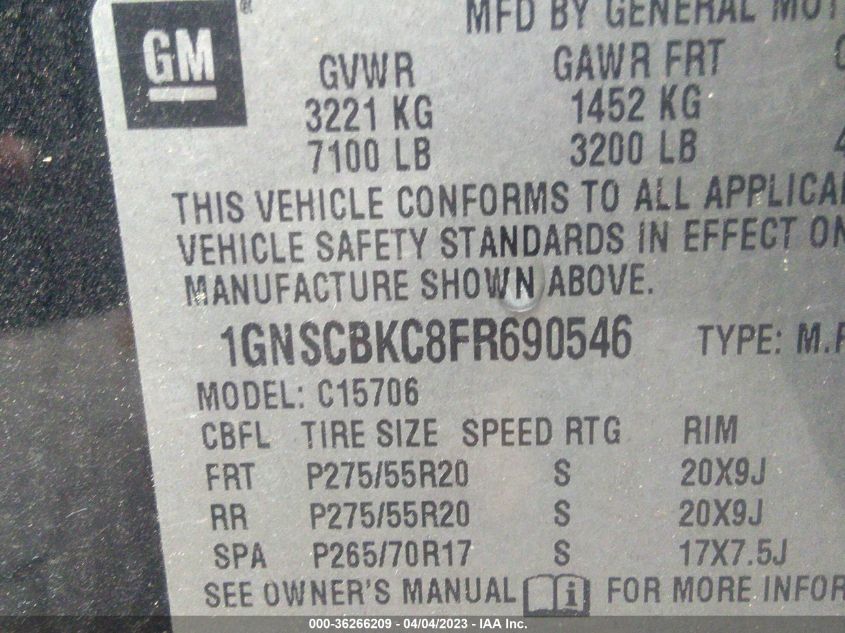 GM ®
MFD BY GENERAL
GVWR GAWR FRT
3221 KG 1452 KG
7100 LB 3200 LB
THIS VEHICLE CONFORMS TO ALL
VEHICLE SAFETY STANDARDS IN EFFECT ON
MANUFACTURE SHOWN ABOVE.
1GNSCBKC8FR690546 TYPE:
MODEL: C15706
CBFL TIRE SIZE SPEED RTG RIM
FRT P275/55R20 S 20X9J
RR P275/55R20 S 20X9J
SPA P265/70R17 S 17X7.5J
SEE OWNER'S MANUAL i FOR MORE
000-36266209 - 04/04/2023 - IAA Inc.